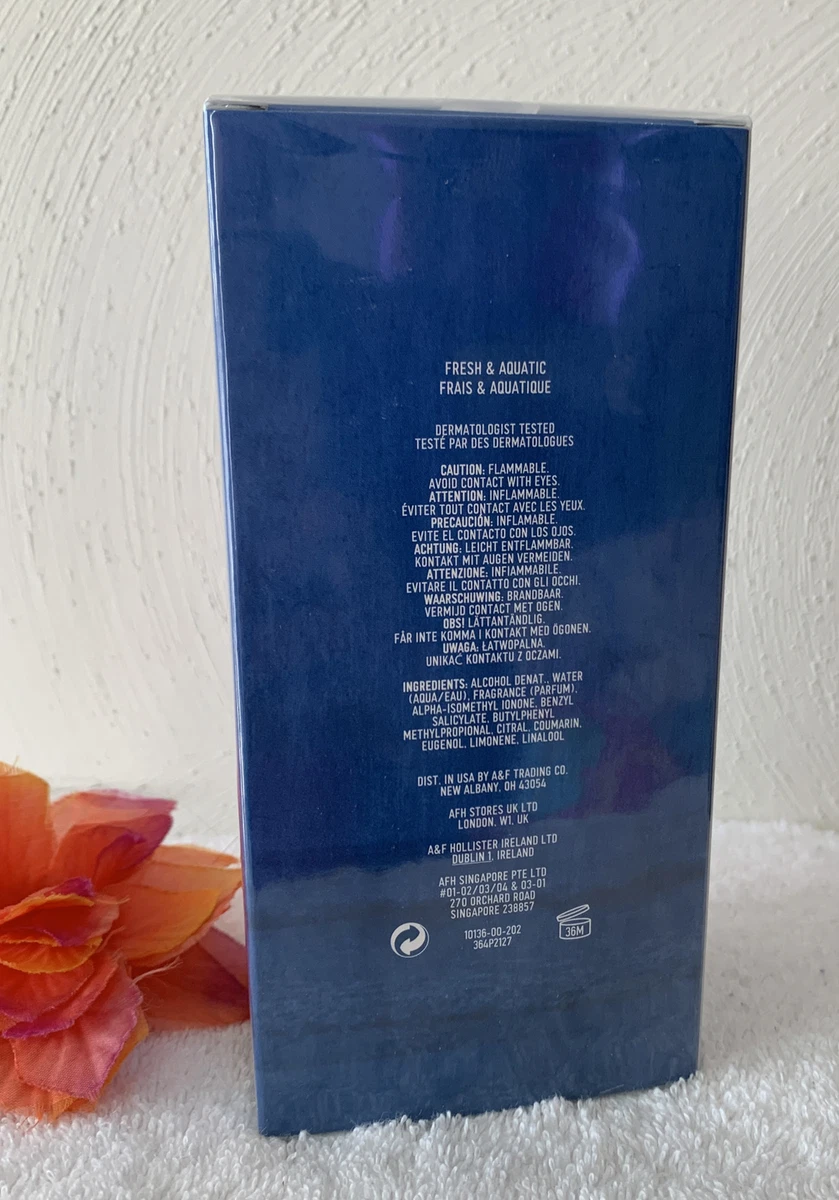 FRESH & AQUATIC
FRAIS & AQUATIQUE
DERMATOLOGIST TESTED
TESTÉ PAR DES DERMATOLOGUES
CAUTION: FLAMMABLE.
AVOID CONTACT WITH EYES.
ATTENTION: INFLAMMABLE.
ÉVITER TOUT CONTACT AVEC LES YEUX.
PRECAUCIÓN: INFLAMABLE.
EVITE EL CONTACTO CON LOS OJOS.
ACHTUNG: LEICHT ENTFLAMMBAR.
KONTAKT MIT AUGEN VERMEIDEN.
ATTENZIONE: INFIAMMABILE.
EVITARE IL CONTATTO CON GLI OCCHI.
WAARSCHUWING: BRANDBAAR.
VERMIJD CONTACT MET OGEN.
OBS! LÄTTANTÄNDLIG.
FÅR INTE KOMMA I KONTAKT MED ÖGONEN.
UWAGA: ŁATWOPALNA.
UNIKAĆ KONTAKTU Z OCZAMI.
INGREDIENTS: ALCOHOL DENAT., WATER
(AQUA/EAU), FRAGRANCE (PARFUM),
ALPHA-ISOMETHYL IONONE, BENZYL
SALICYLATE, BUTYLPHENYL
METHYLPROPIONAL, CITRAL, COUMARIN,
EUGENOL, LIMONENE, LINALOOL
DIST. IN USA BY A&F TRADING CO.
NEW ALBANY, OH 43054
AFH STORES UK LTD
LONDON, W1, UK
A&F HOLLISTER IRELAND LTD
DUBLIN 1, IRELAND
AFH SINGAPORE PTE LTD
#01-02/03/04 & 03-01
270 ORCHARD ROAD
SINGAPORE 238857
10136-00-202
364P2127
36M